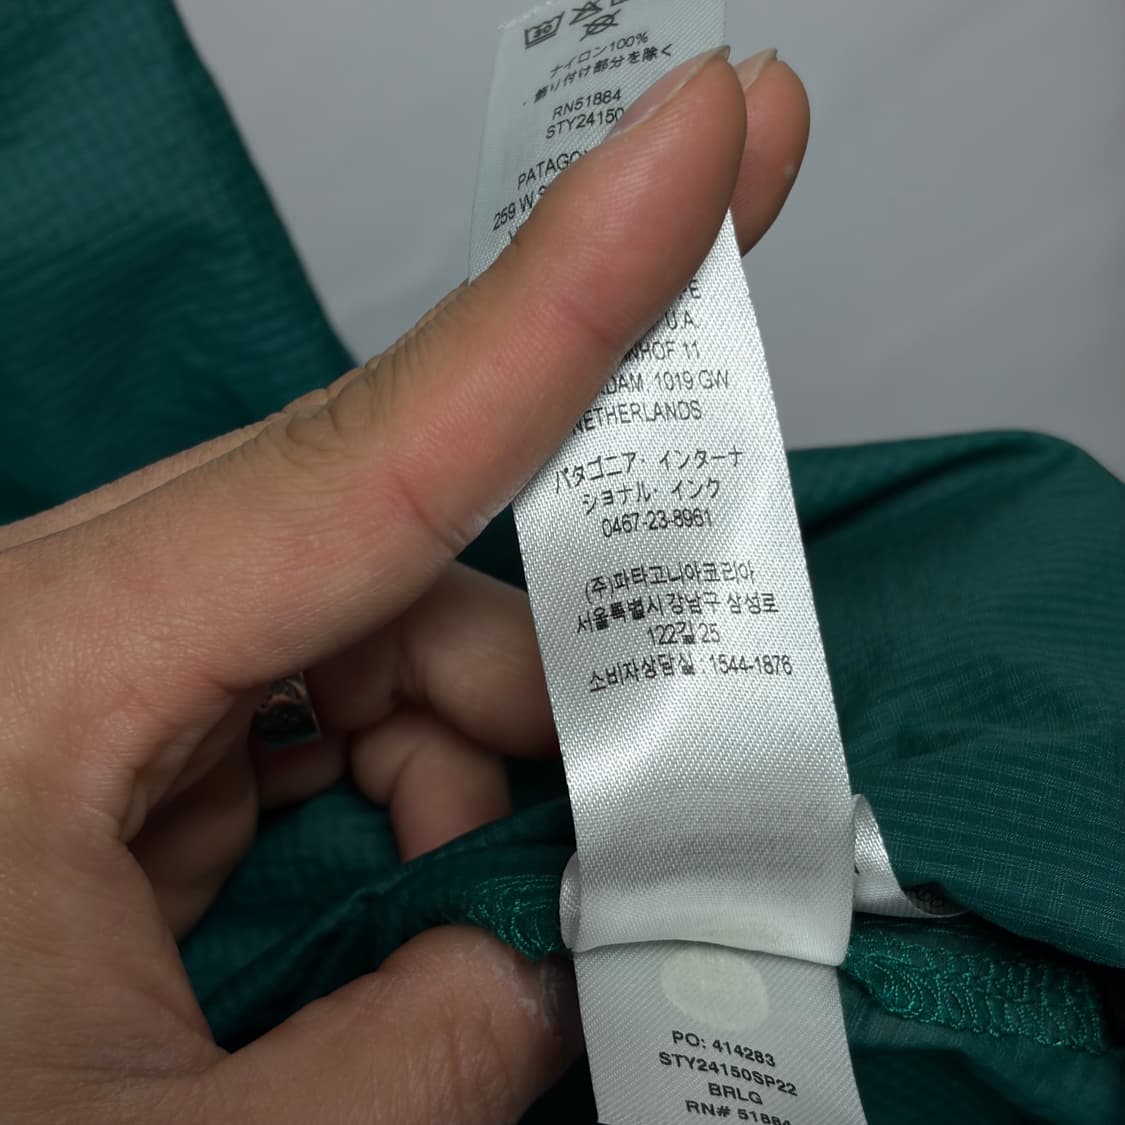 30
ナイロン100%
飾り付け部分を除く
RN51884
STY24150
259 W
U.A.
11
1019 GW
NETHERLANDS
パタゴニア・インターナ
ショナル・インク
0467-23-8961
(주)파타고니아코리아
서울특별시 강남구 삼성로
122길 25
소비자상담실 : 1544-1876
PO: 414283
STY24150SP22
BRLG
RN# 51884